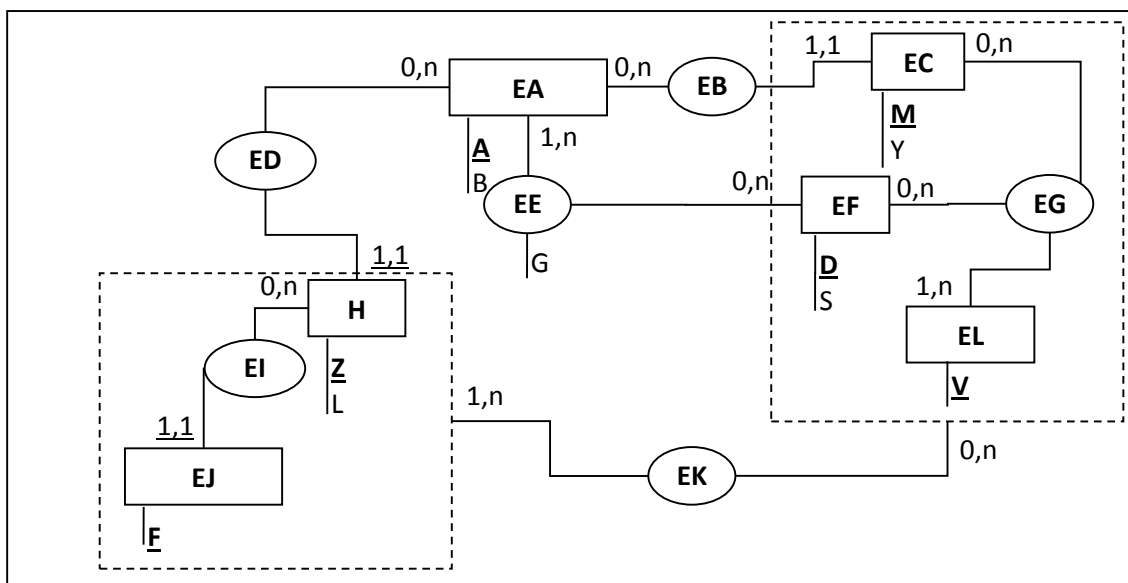 1,1
0,n
EC
0,n
0,n
EA
EB
M
Y
A
B
1,n
ED
0,n
EE
EF
0,n
EG
G
1,1
D
S
0,n
H
1,n
EL
EI
Z
L
V
1,n
1,1
0,n
EJ
EK
F